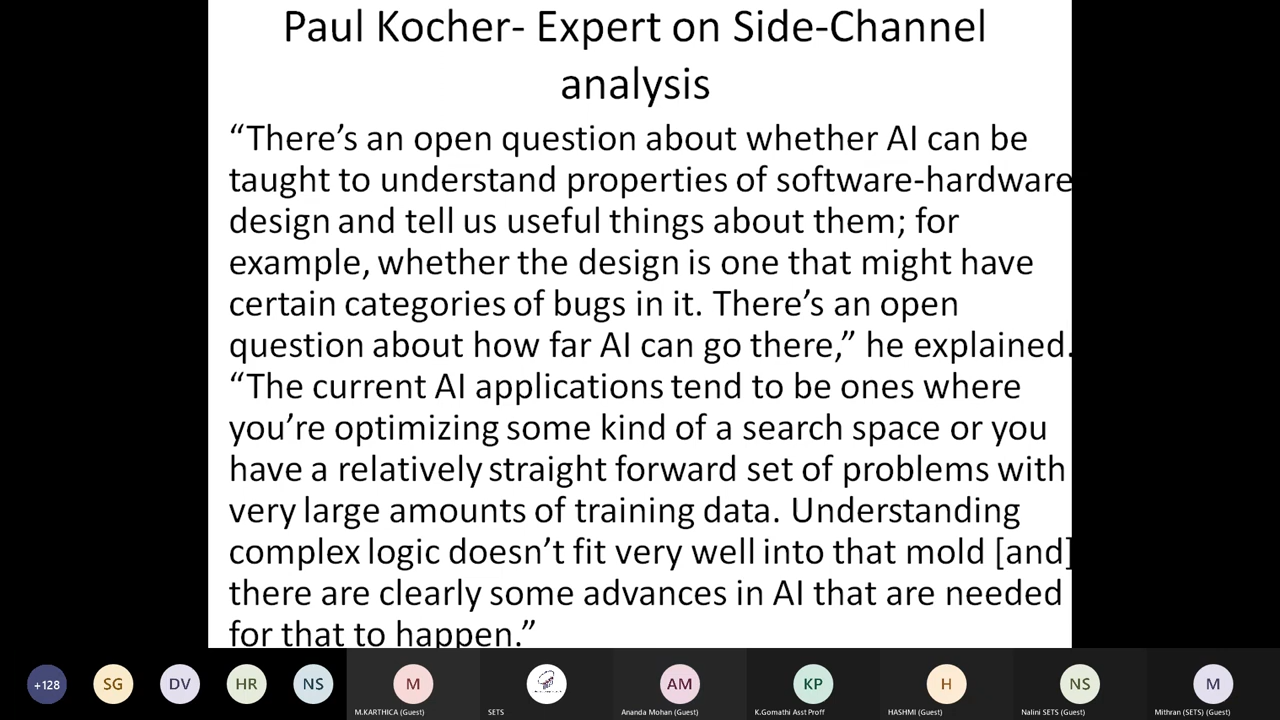 Paul Kocher- Expert on Side-Channel
analysis
“There’s an open question about whether AI can be
taught to understand properties of software-hardware
design and tell us useful things about them; for
example, whether the design is one that might have
certain categories of bugs in it. There’s an open
question about how far AI can go there,” he explained.
“The current AI applications tend to be ones where
you’re optimizing some kind of a search space or you
have a relatively straight forward set of problems with
very large amounts of training data. Understanding
complex logic doesn’t fit very well into that mold [and]
there are clearly some advances in AI that are needed
for that to happen.”
+128 SG DV HR NS M AM KP H NS M
M.KARTHICA (Guest) SETS Ananda Mohan (Guest) K.Gomathi Asst Proff HASHMI (Guest) Nalini SETS (Guest) Mithran (SETS) (Guest)